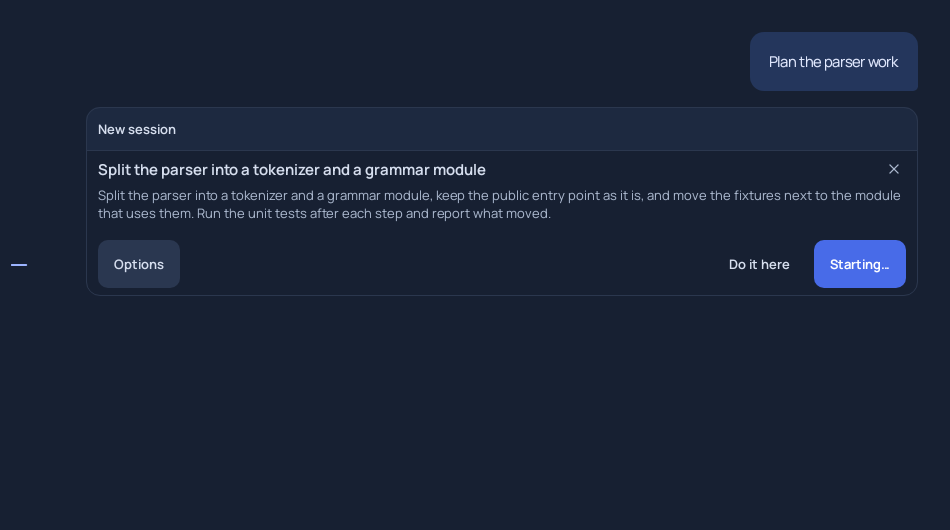 Plan the parser work
New session
Split the parser into a tokenizer and a grammar module
Split the parser into a tokenizer and a grammar module, keep the public entry point as it is, and move the fixtures next to the module
that uses them. Run the unit tests after each step and report what moved.
Options
Do it here
Starting…